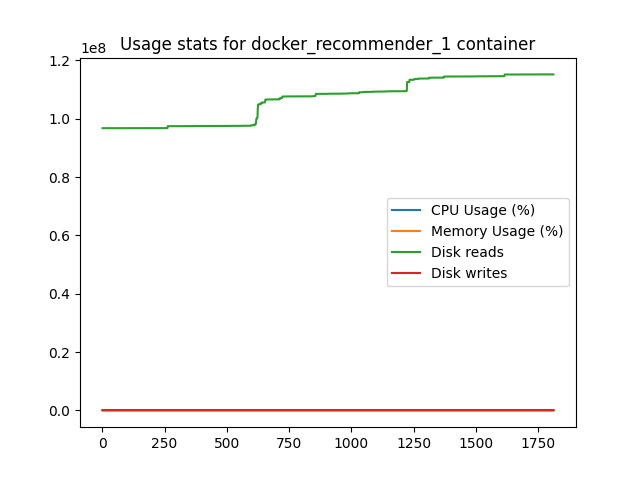 Usage stats for docker_recommender_1 container
1e8
1.2
1.0
0.8
0.6
0.4
0.2
0.0
CPU Usage (%)
Memory Usage (%)
Disk reads
Disk writes
0 250 500 750 1000 1250 1500 1750